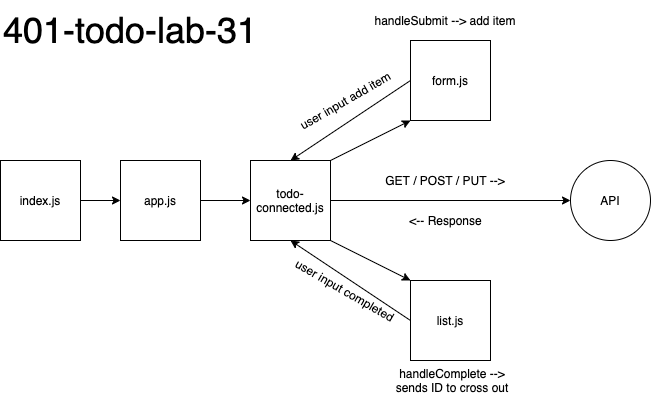 401-todo-lab-31
handleSubmit --> add item
form.js
user input add item
index.js
app.js
todo-
connected.js
GET / POST / PUT -->
<-- Response
API
user input completed
list.js
handleComplete -->
sends ID to cross out